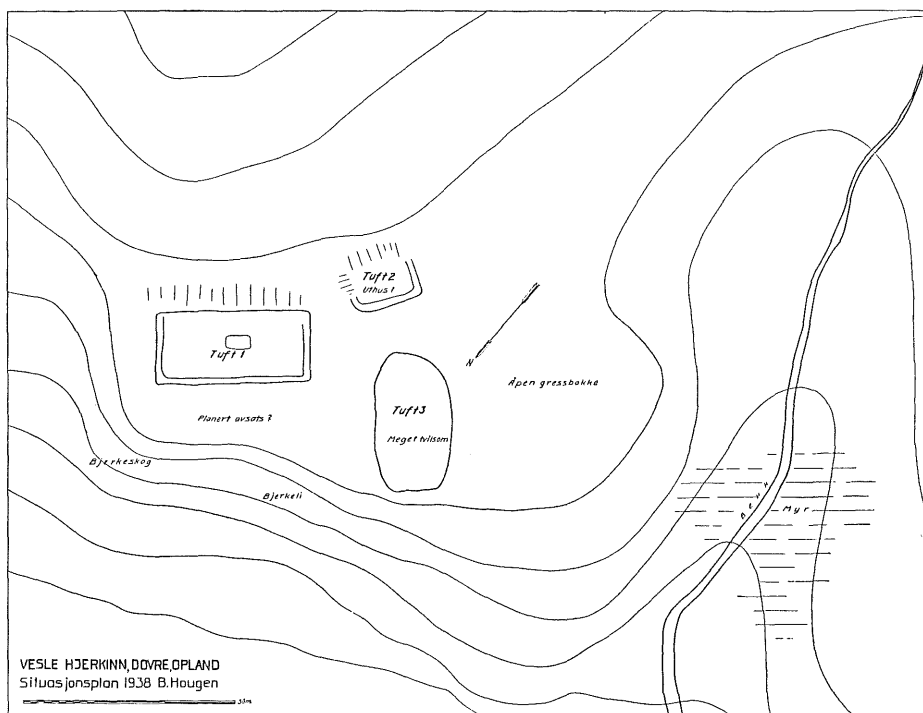 Tuft 2
Uthus !
Tuft 1
N
Åpen gressbakke
Tuft 3
Planert avsats ?
Meget tvilsom
Bjerkeskog
Bjerkeli
Bekk
Myr
VESLE HJERKINN, DOVRE, OPLAND
Situasjonsplan 1938 B. Hougen